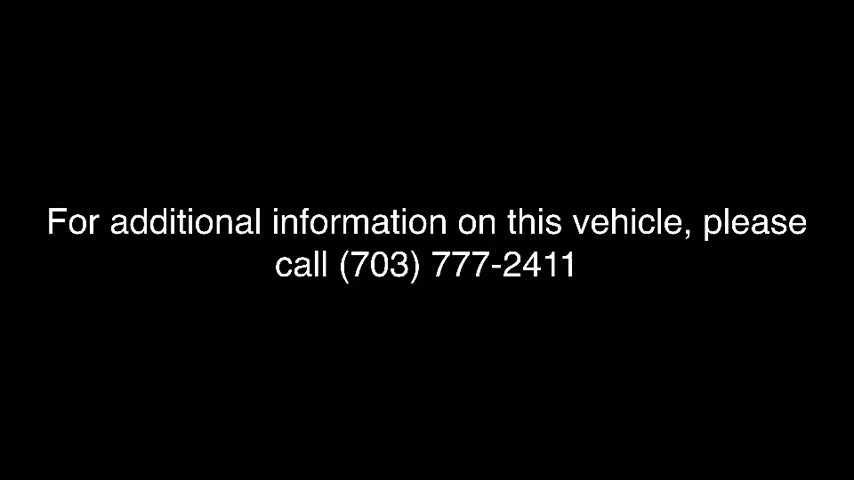 For additional information on this vehicle, please
call (703) 777-2411